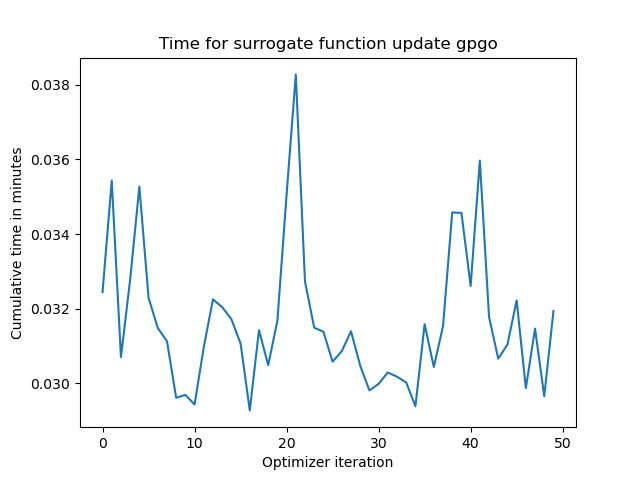 Time for surrogate function update gpgo
0.038
0.036
0.034
0.032
0.030
Cumulative time in minutes
0 10 20 30 40 50
Optimizer iteration